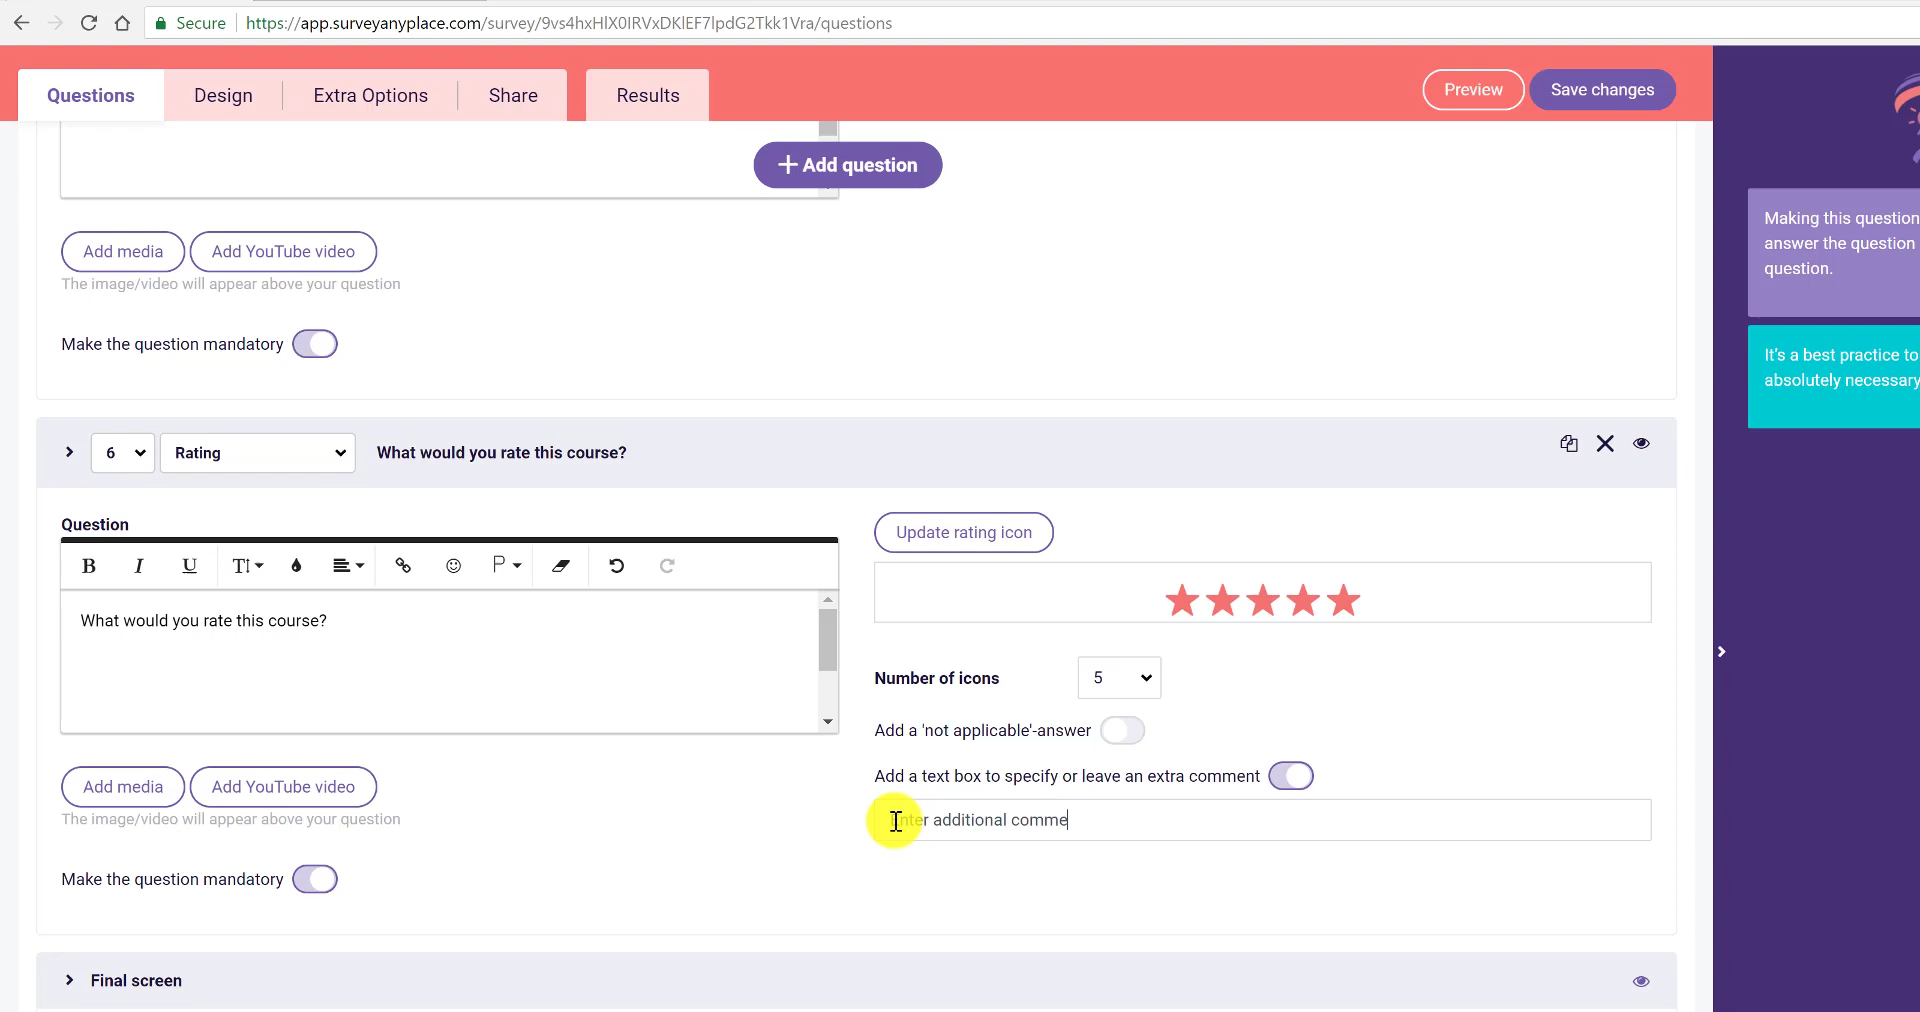 Secure https://app.surveyanyplace.com/survey/9vs4hxHlX0IRVxDKlEF7lpdG2Tkk1Vra/questions
Questions
Design
Extra Options
Share
Results
Preview
Save changes
+ Add question
Making this question
answer the question
question.
Add media
Add YouTube video
The image/video will appear above your question
Make the question mandatory
It's a best practice to
absolutely necessary
6
Rating
What would you rate this course?
Question
Update rating icon
B I U
What would you rate this course?
Number of icons
5
Add a 'not applicable'-answer
Add a text box to specify or leave an extra comment
Add media
Add YouTube video
The image/video will appear above your question
Enter additional comme
Make the question mandatory
Final screen